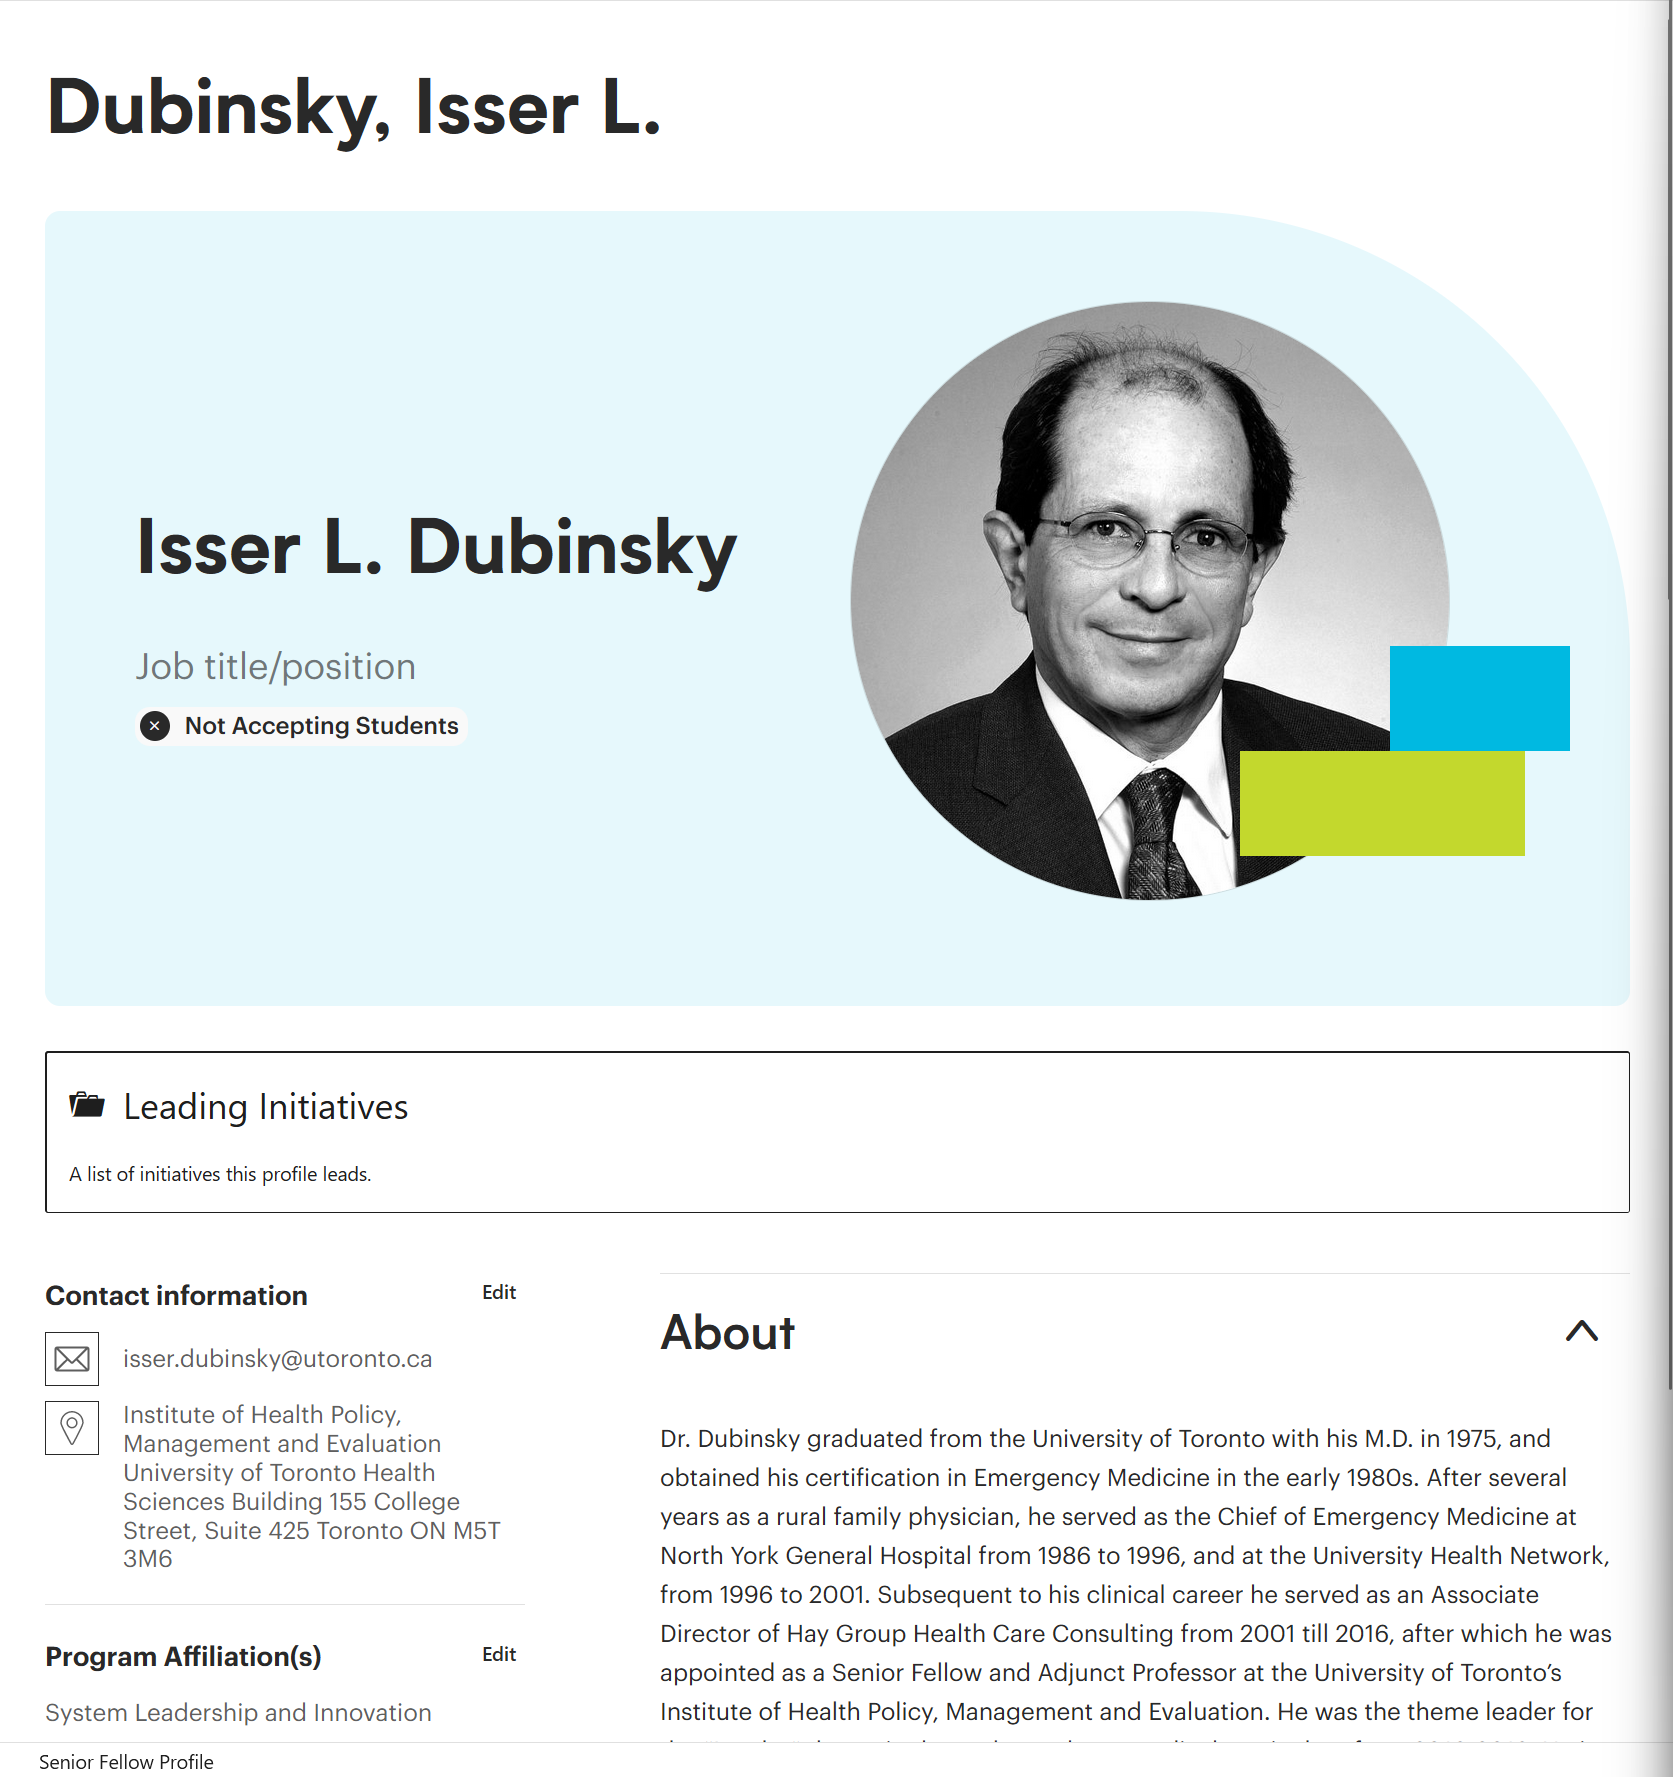 Dubinsky, Isser L.
Isser L. Dubinsky
Job title/position
Not Accepting Students
Leading Initiatives
A list of initiatives this profile leads.
Contact information
Edit
isser.dubinsky@utoronto.ca
Institute of Health Policy,
Management and Evaluation
University of Toronto Health
Sciences Building 155 College
Street, Suite 425 Toronto ON M5T
3M6
Program Affiliation(s)
Edit
System Leadership and Innovation
About
Dr. Dubinsky graduated from the University of Toronto with his M.D. in 1975, and
obtained his certification in Emergency Medicine in the early 1980s. After several
years as a rural family physician, he served as the Chief of Emergency Medicine at
North York General Hospital from 1986 to 1996, and at the University Health Network,
from 1996 to 2001. Subsequent to his clinical career he served as an Associate
Director of Hay Group Health Care Consulting from 2001 till 2016, after which he was
appointed as a Senior Fellow and Adjunct Professor at the University of Toronto’s
Institute of Health Policy, Management and Evaluation. He was the theme leader for
Senior Fellow Profile